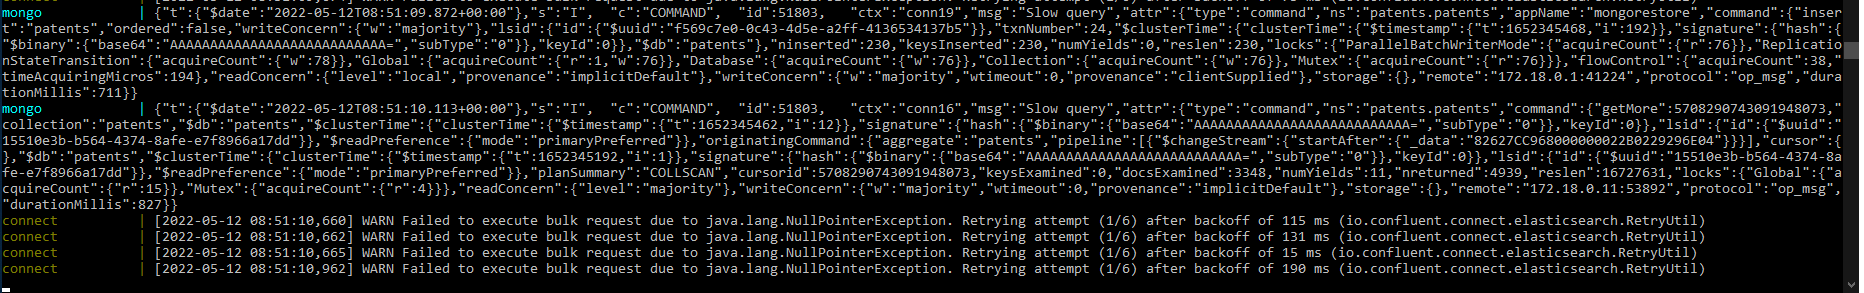 mongo | {"t":{"$date":"2022-05-12T08:51:09.872+00:00"},"s":"I", "c":"COMMAND", "id":51803, "ctx":"conn19","msg":"Slow query","attr":{"type":"command","ns":"patents.patents","appName":"mongorestore","command":{"inser
t":"patents","ordered":false,"writeConcern":{"w":"majority"},"lsid":{"id":{"$uuid":"f569c7e0-0c43-4d5e-a2ff-4136534137b5"}},"txnNumber":24,"$clusterTime":{"clusterTime":{"$timestamp":{"t":1652345468,"i":192}},"signature":{"hash":{
"$binary":{"base64":"AAAAAAAAAAAAAAAAAAAAAAAAAAA=","subType":"0"}},"keyId":0}},"$db":"patents"},"ninserted":230,"keysInserted":230,"numYields":0,"reslen":230,"locks":{"ParallelBatchWriterMode":{"acquireCount":{"r":76}},"Replicatio
nStateTransition":{"acquireCount":{"w":78}},"Global":{"acquireCount":{"r":1,"w":76}},"Database":{"acquireCount":{"w":76}},"Collection":{"acquireCount":{"w":76}},"Mutex":{"acquireCount":{"r":76}}},"flowControl":{"acquireCount":38,"
timeAcquiringMicros":194},"readConcern":{"level":"local","provenance":"implicitDefault"},"writeConcern":{"w":"majority","wtimeout":0,"provenance":"clientSupplied"},"storage":{},"remote":"172.18.0.1:41224","protocol":"op_msg","dura
tionMillis":711}}
mongo | {"t":{"$date":"2022-05-12T08:51:10.113+00:00"},"s":"I", "c":"COMMAND", "id":51803, "ctx":"conn16","msg":"Slow query","attr":{"type":"command","ns":"patents.patents","command":{"getMore":5708290743091948073,"
collection":"patents","$db":"patents","$clusterTime":{"clusterTime":{"$timestamp":{"t":1652345462,"i":12}},"signature":{"hash":{"$binary":{"base64":"AAAAAAAAAAAAAAAAAAAAAAAAAAA=","subType":"0"}},"keyId":0}},"lsid":{"id":{"$uuid":"
15510e3b-b564-4374-8afe-e7f8966a17dd"}},"$readPreference":{"mode":"primaryPreferred"}},"originatingCommand":{"aggregate":"patents","pipeline":[{"$changeStream":{"startAfter":{"_data":"82627CC968000000022B0229296E04"}}}],"cursor":{
},"$db":"patents","$clusterTime":{"clusterTime":{"$timestamp":{"t":1652345192,"i":1}},"signature":{"hash":{"$binary":{"base64":"AAAAAAAAAAAAAAAAAAAAAAAAAAA=","subType":"0"}},"keyId":0}},"lsid":{"id":{"$uuid":"15510e3b-b564-4374-8a
fe-e7f8966a17dd"}},"$readPreference":{"mode":"primaryPreferred"}},"planSummary":"COLLSCAN","cursorid":5708290743091948073,"keysExamined":0,"docsExamined":3348,"numYields":11,"nreturned":4939,"reslen":16727631,"locks":{"Global":{"a
cquireCount":{"r":15}},"Mutex":{"acquireCount":{"r":4}}},"readConcern":{"level":"majority"},"writeConcern":{"w":"majority","wtimeout":0,"provenance":"implicitDefault"},"storage":{},"remote":"172.18.0.11:53892","protocol":"op_msg",
"durationMillis":827}}
connect | [2022-05-12 08:51:10,660] WARN Failed to execute bulk request due to java.lang.NullPointerException. Retrying attempt (1/6) after backoff of 115 ms (io.confluent.connect.elasticsearch.RetryUtil)
connect | [2022-05-12 08:51:10,662] WARN Failed to execute bulk request due to java.lang.NullPointerException. Retrying attempt (1/6) after backoff of 131 ms (io.confluent.connect.elasticsearch.RetryUtil)
connect | [2022-05-12 08:51:10,665] WARN Failed to execute bulk request due to java.lang.NullPointerException. Retrying attempt (1/6) after backoff of 15 ms (io.confluent.connect.elasticsearch.RetryUtil)
connect | [2022-05-12 08:51:10,962] WARN Failed to execute bulk request due to java.lang.NullPointerException. Retrying attempt (1/6) after backoff of 190 ms (io.confluent.connect.elasticsearch.RetryUtil)